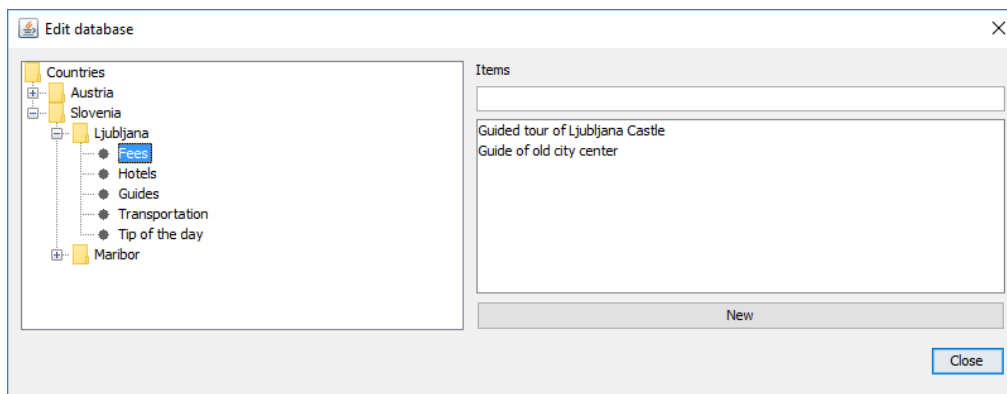 Edit database
Countries
Austria
Slovenia
Ljubljana
Fees
Hotels
Guides
Transportation
Tip of the day
Maribor
Items
Guided tour of Ljubljana Castle
Guide of old city center
New
Close